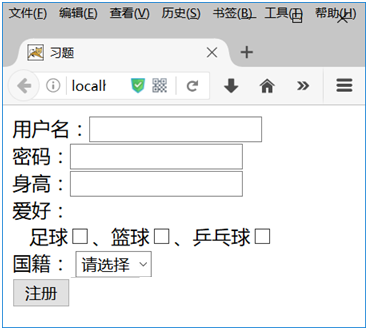 文件(F) 编辑(E) 查看(V) 历史(S) 书签(B) 工具(T) 帮助(H)
习题
localh
用户名：
密码：
身高：
爱好：
足球 、篮球 、乒乓球
国籍： 请选择
注册